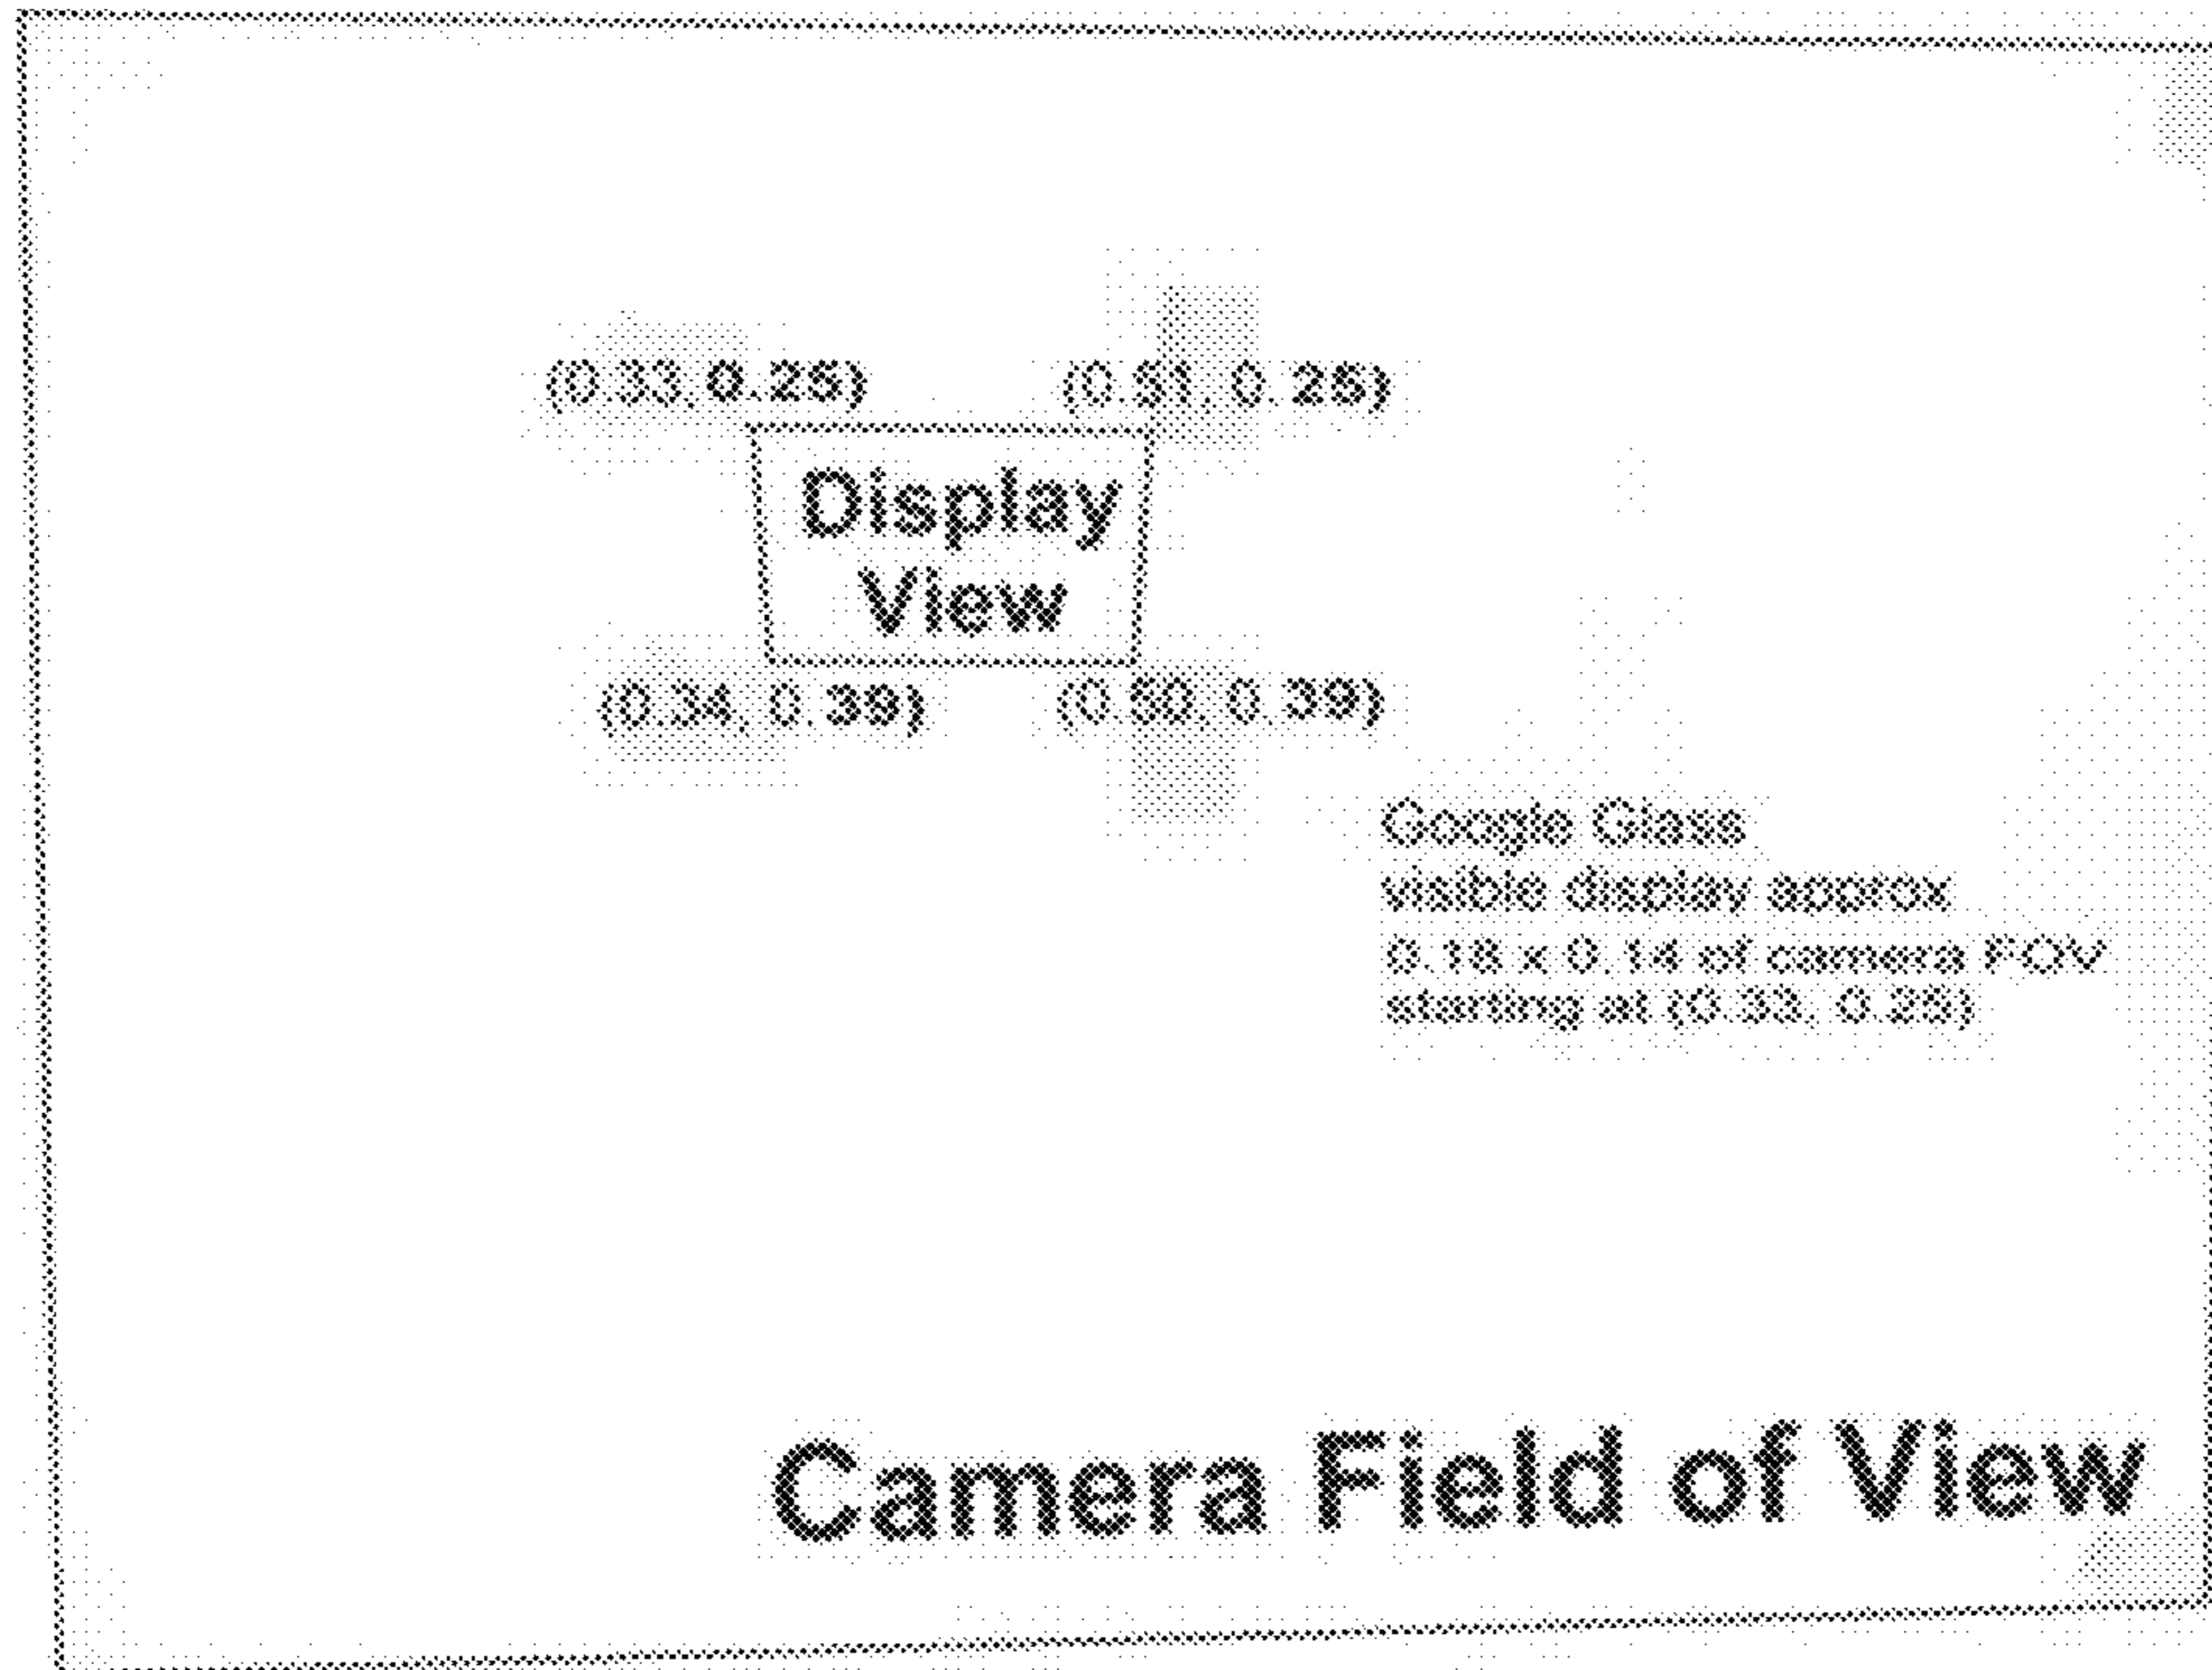 (0.33, 0.25) (0.51, 0.25)
Display
View
(0.34, 0.39) (0.50, 0.39)
Google Glass
visible display approx
0.18 x 0.14 of camera FOV
starting at (0.33, 0.25)
Camera Field of View